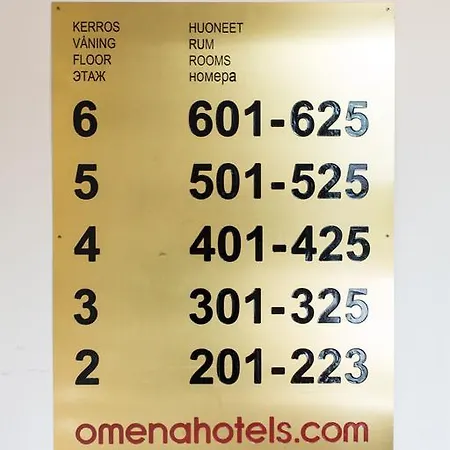 KERROS HUONEET
VÅNING RUM
FLOOR ROOMS
ЭТАЖ номера
6 601-625
5 501-525
4 401-425
3 301-325
2 201-223
omenahotels.com